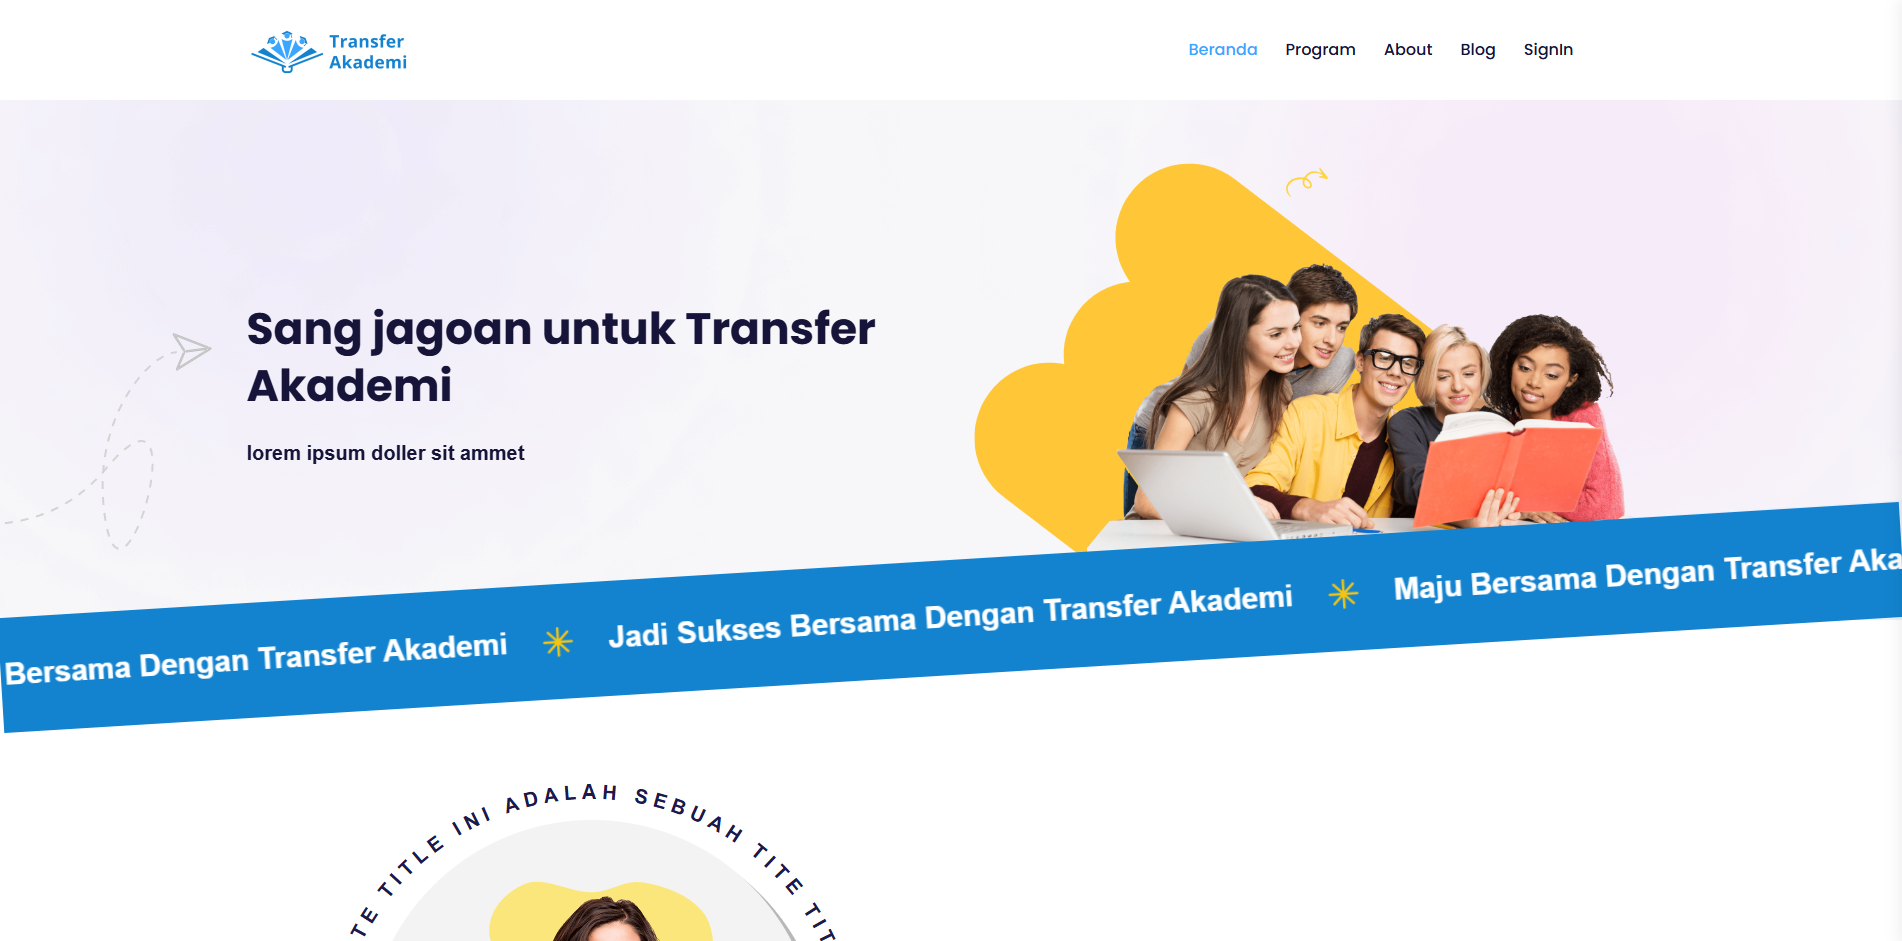 Transfer
Akademi
Beranda Program About Blog SignIn
Sang jagoan untuk Transfer
Akademi
lorem ipsum doller sit ammet
Bersama Dengan Transfer Akademi Jadi Sukses Bersama Dengan Transfer Akademi Maju Bersama Dengan Transfer Aka
TE TITLE INI ADALAH SEBUAH TITE TIT